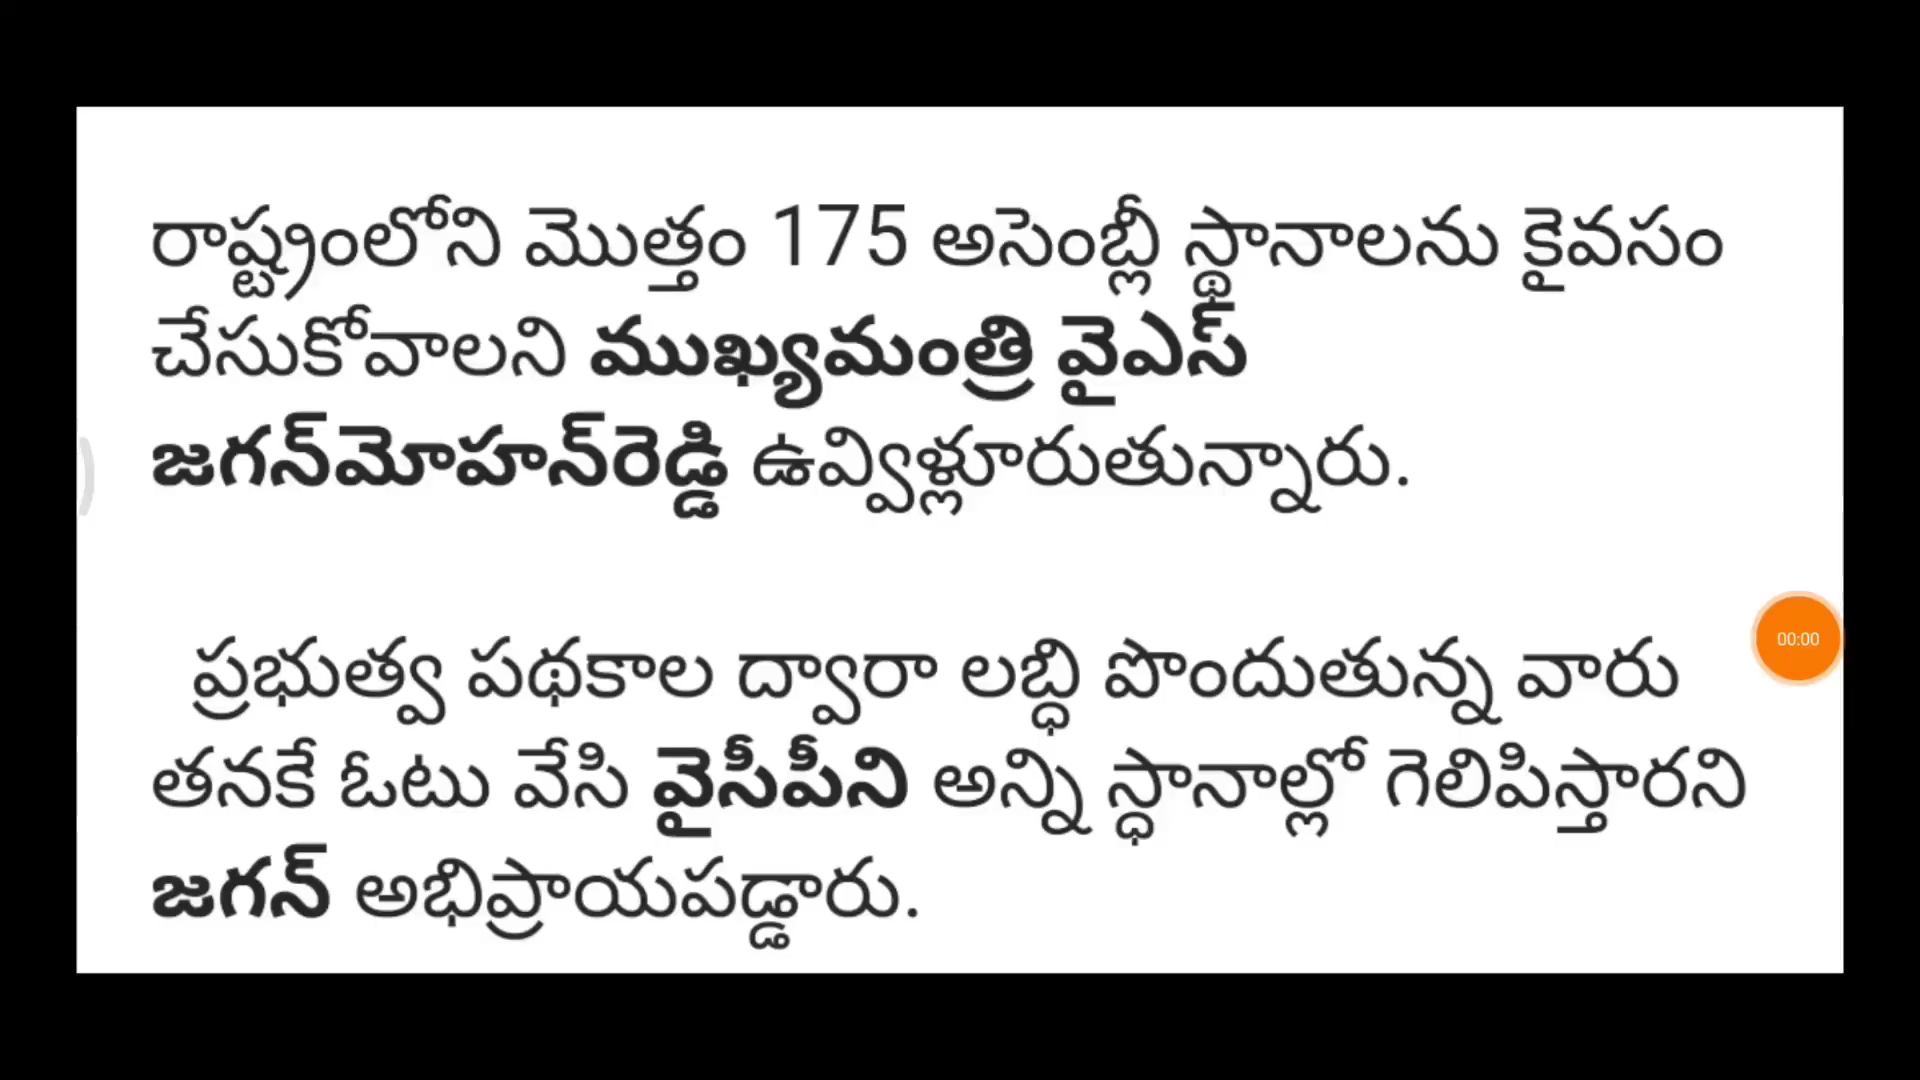 రాష్ట్రంలోని మొత్తం 175 అసెంబ్లీ స్థానాలను కైవసం
చేసుకోవాలని ముఖ్యమంత్రి వైఎస్
జగన్‌మోహన్‌రెడ్డి ఉవ్విళ్లూరుతున్నారు.
ప్రభుత్వ పథకాల ద్వారా లబ్ధి పొందుతున్న వారు
తనకే ఓటు వేసి వైసీపీని అన్ని స్ధానాల్లో గెలిపిస్తారని
జగన్ అభిప్రాయపడ్డారు.
00:00